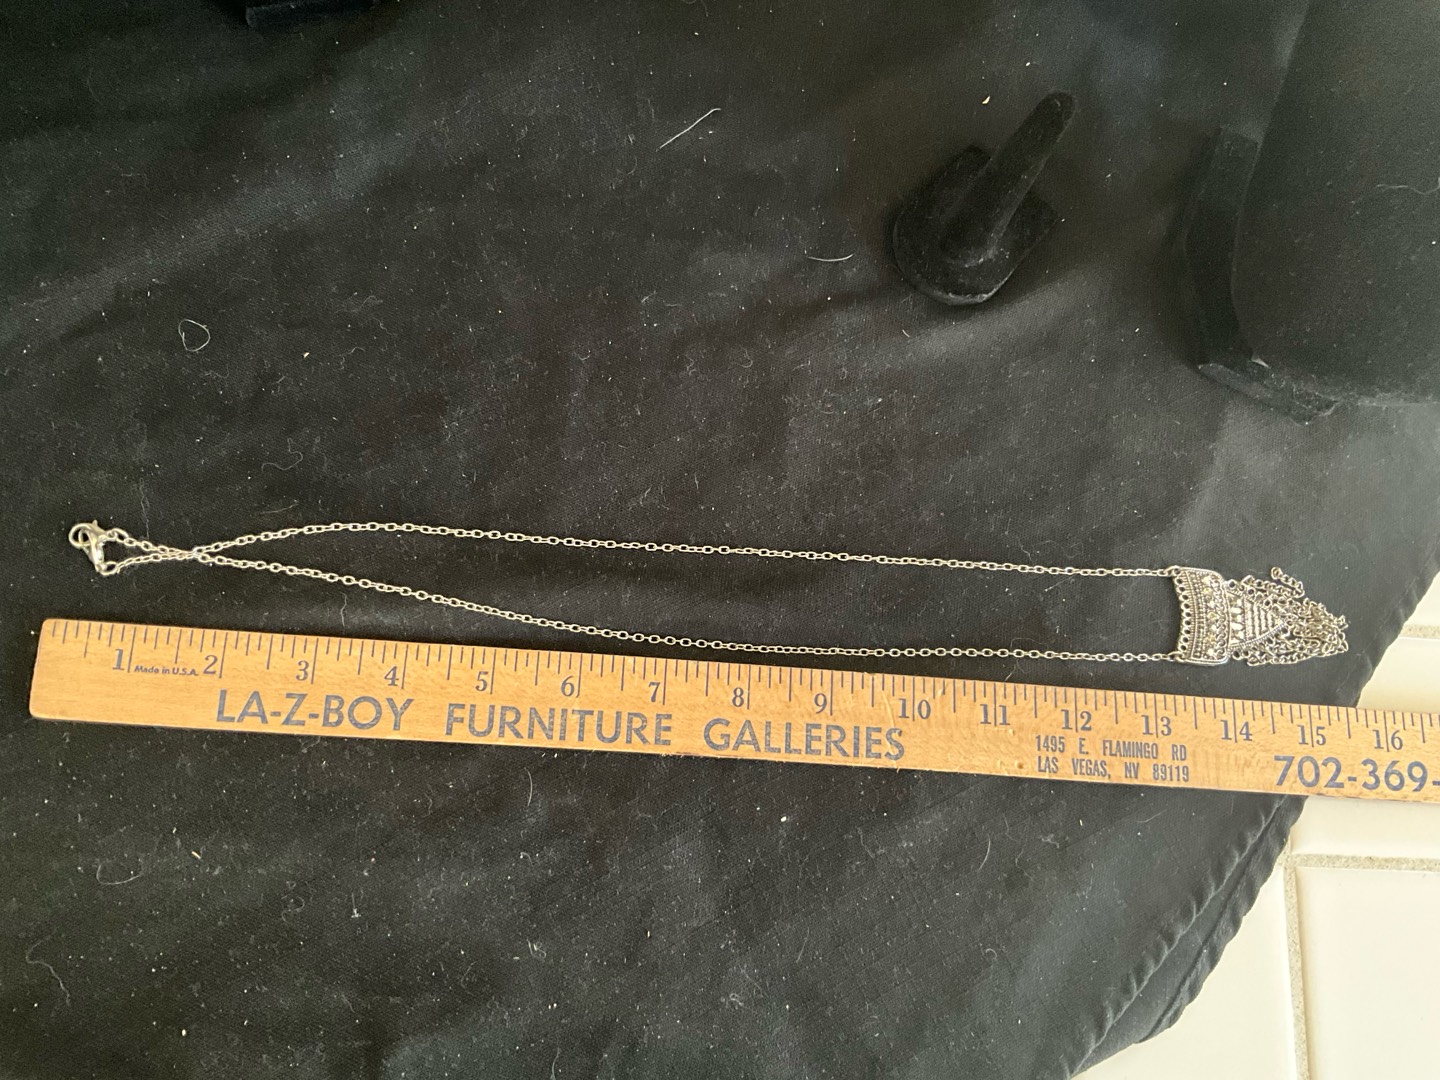 1 Made in U.S.A. 2 3 4 5 6 7 8 9 10 11 12 13 14 15 16
LA-Z-BOY FURNITURE GALLERIES
1495 E. FLAMINGO RD
LAS VEGAS, NV 89119
702-369-